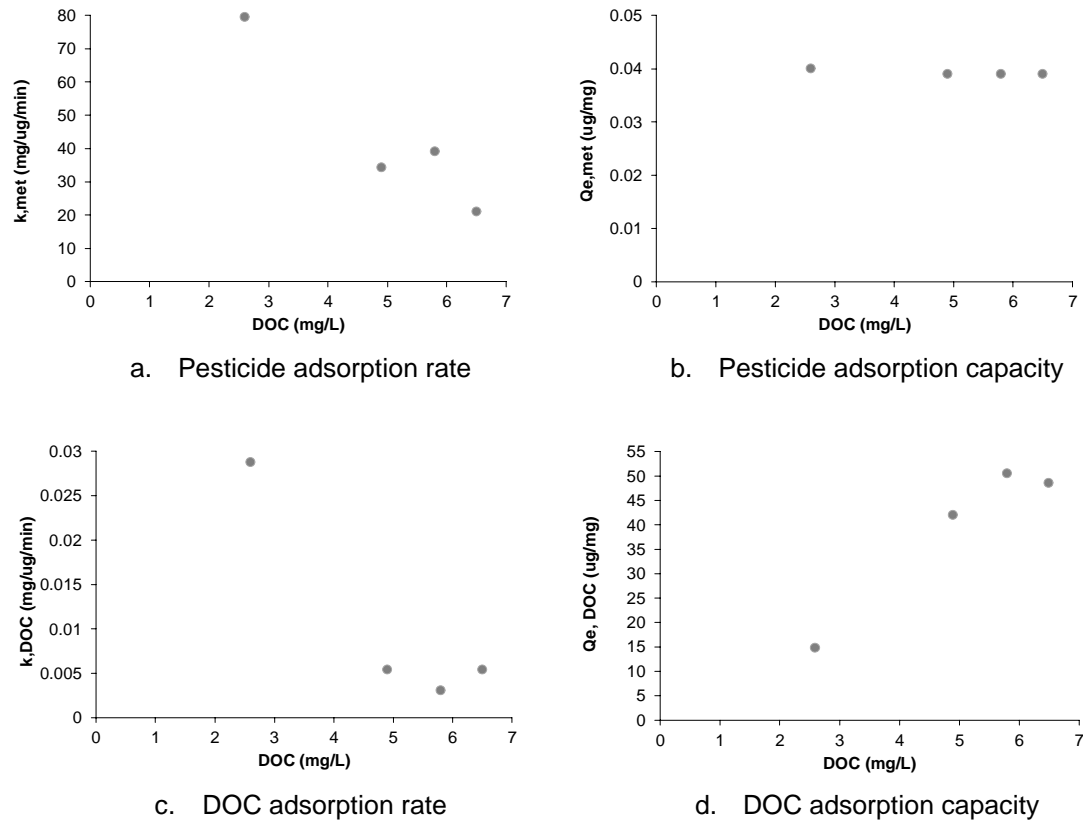 80
70
60
50
40
30
20
10
0
0 1 2 3 4 5 6 7
k,met (mg/ug/min)
DOC (mg/L)
a. Pesticide adsorption rate
0.05
0.04
0.03
0.02
0.01
0
0 1 2 3 4 5 6 7
Qe,met (ug/mg)
DOC (mg/L)
b. Pesticide adsorption capacity
0.03
0.025
0.02
0.015
0.01
0.005
0
0 1 2 3 4 5 6 7
k,DOC (mg/ug/min)
DOC (mg/L)
c. DOC adsorption rate
55
50
45
40
35
30
25
20
15
10
5
0
0 1 2 3 4 5 6 7
Qe, DOC (ug/mg)
DOC (mg/L)
d. DOC adsorption capacity